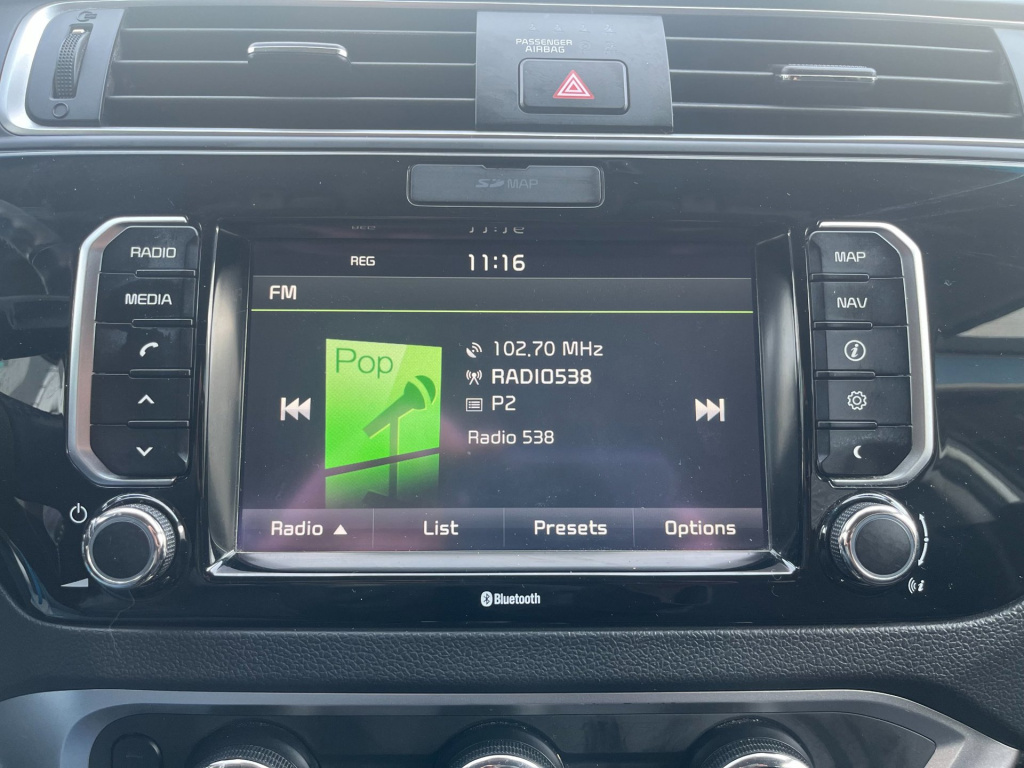 PASSENGER
AIRBAG
SD MAP
REG 11:16
FM
RADIO
MEDIA
Pop
102.70 MHz
RADIO538
P2
Radio 538
MAP
NAV
Radio ▲ List Presets Options
Bluetooth